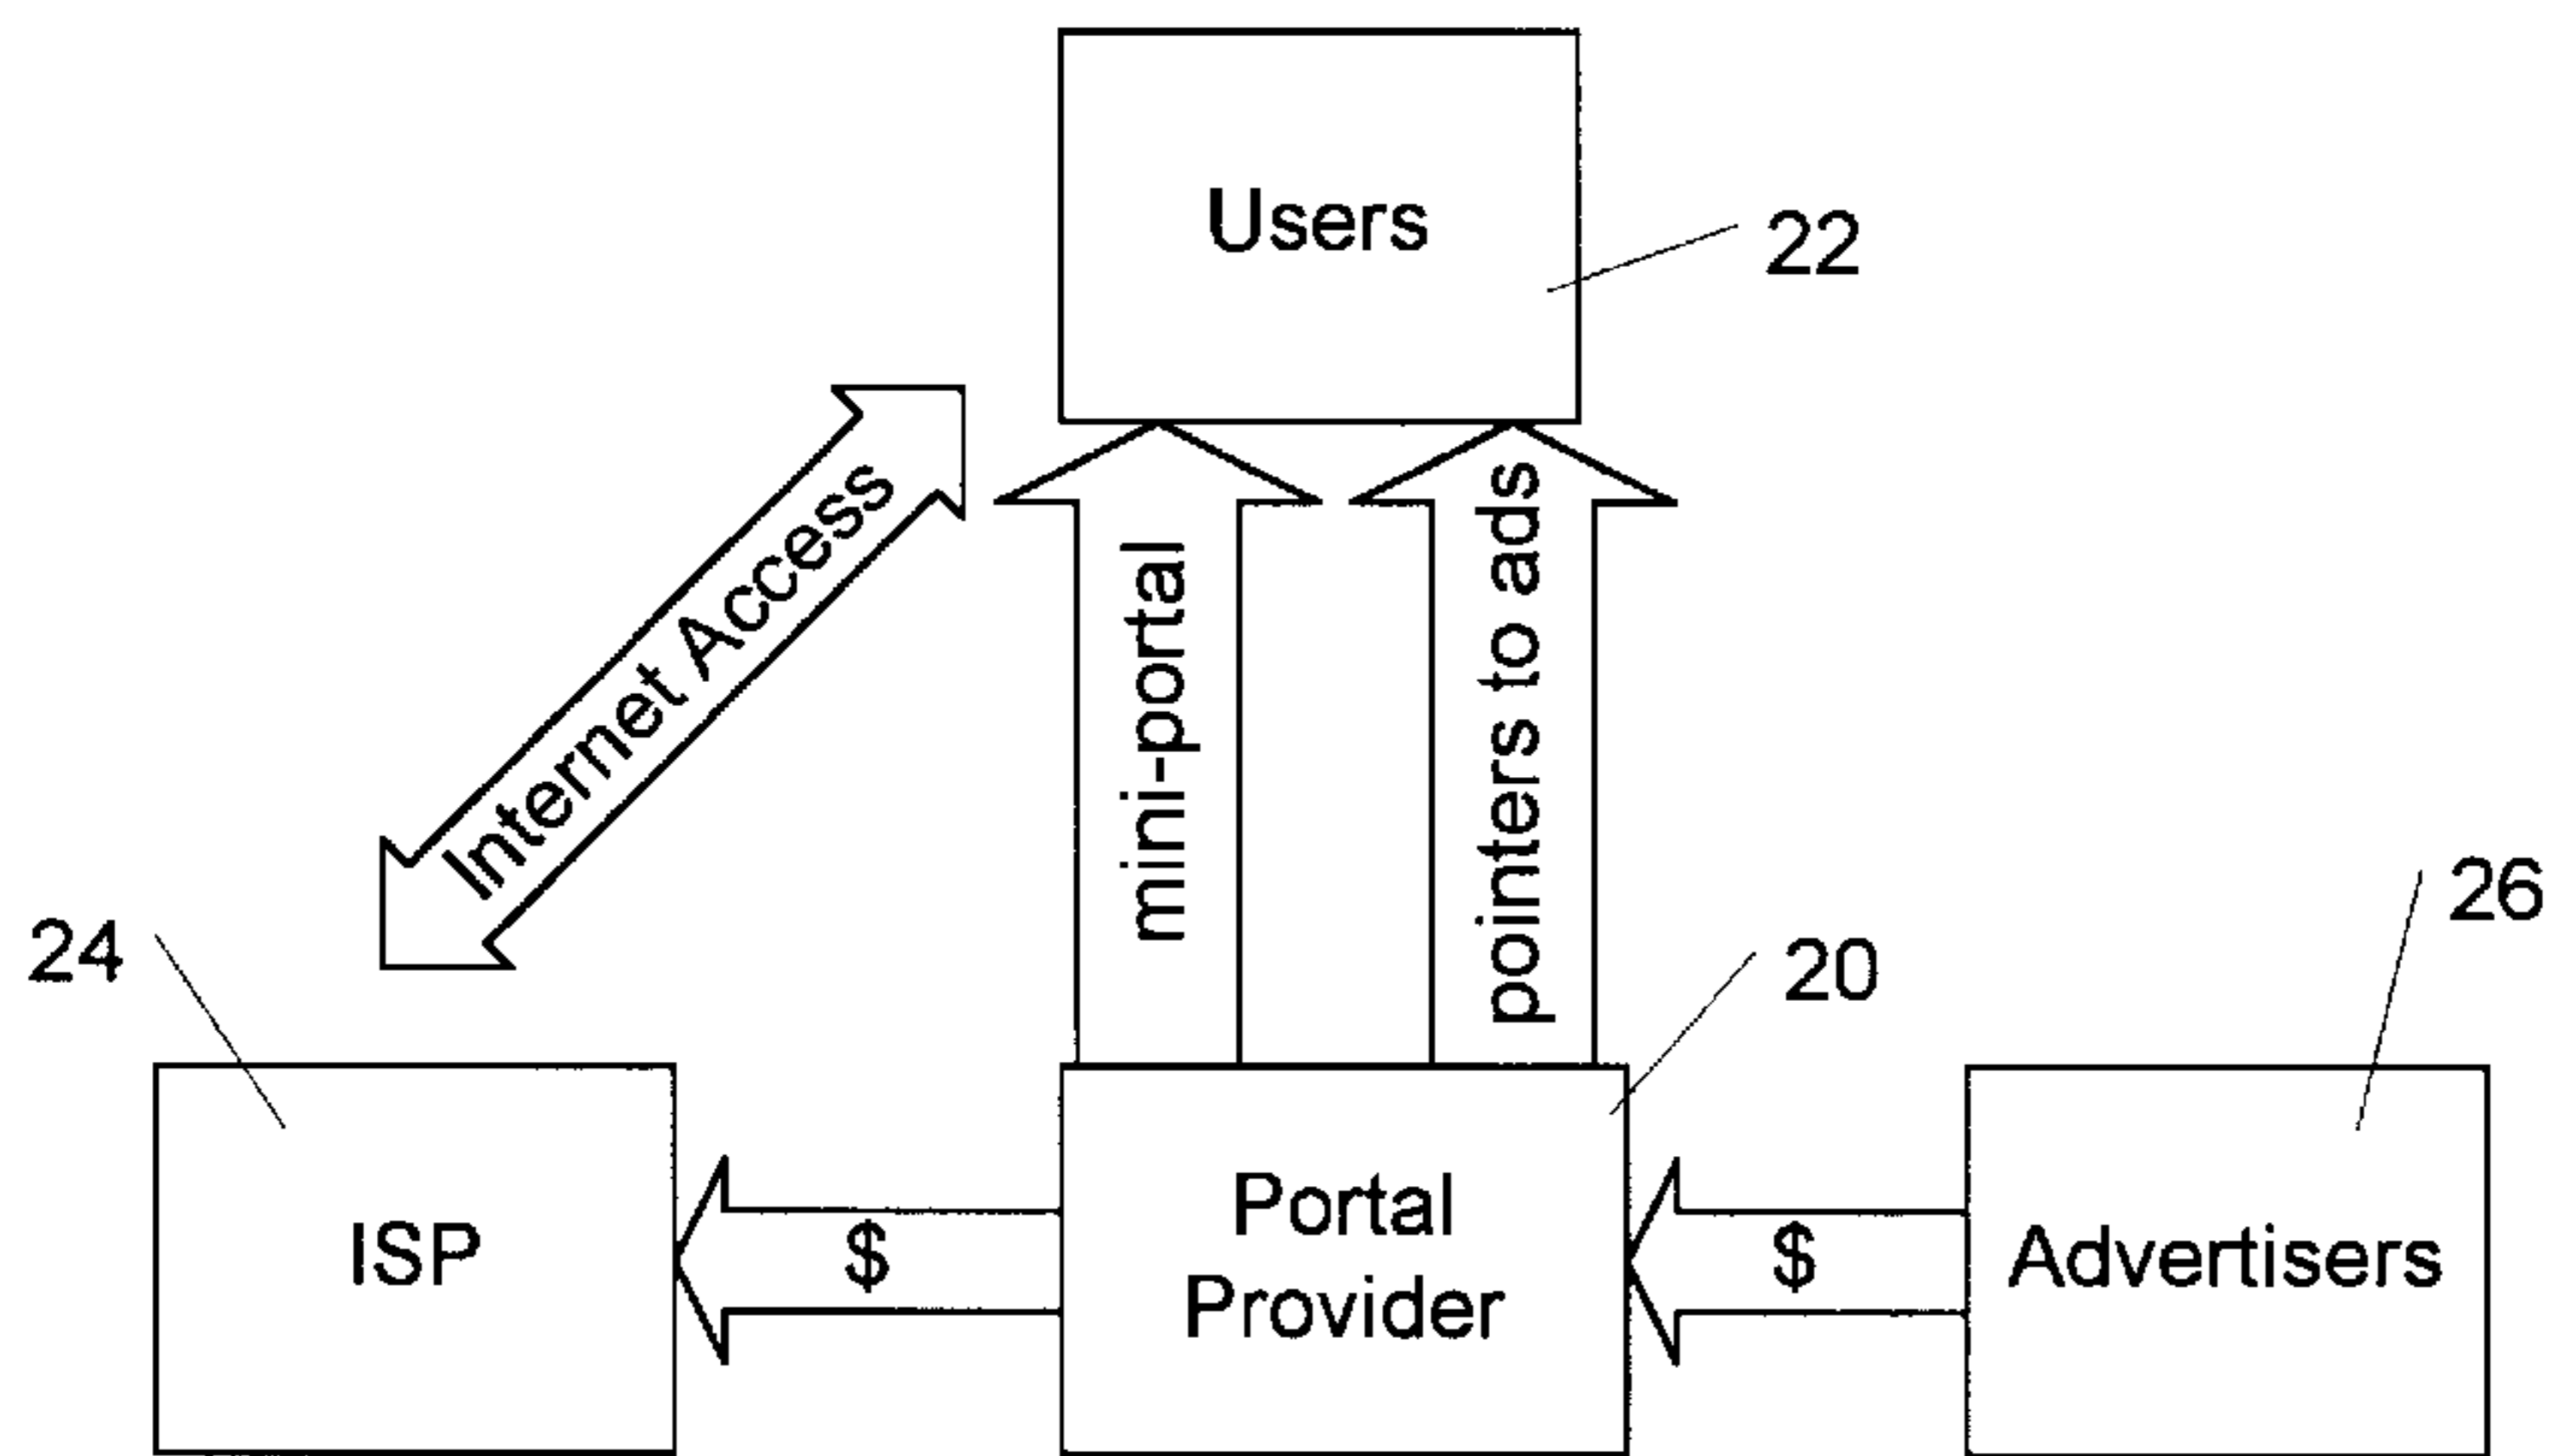 Users
22
Internet Access
mini-portal
pointers to ads
24
20
26
ISP
$
Portal
Provider
$
Advertisers